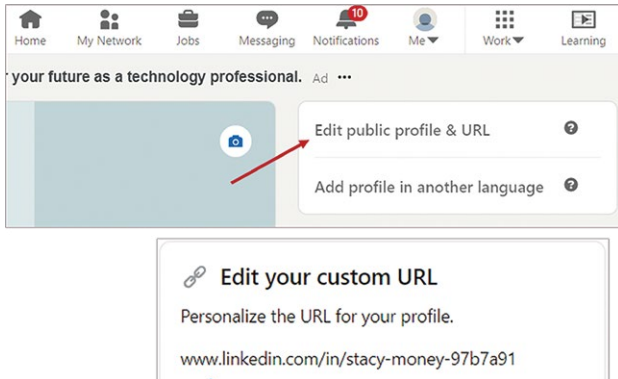 10
Home My Network Jobs Messaging Notifications Me Work Learning
your future as a technology professional. Ad •••
Edit public profile & URL ?
Add profile in another language ?
Edit your custom URL
Personalize the URL for your profile.
www.linkedin.com/in/stacy-money-97b7a91